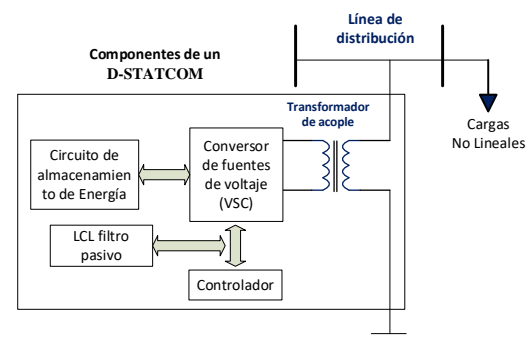 Línea de
distribución
Componentes de un
D-STATCOM
Transformador
de acople
Cargas
No Lineales
Circuito de
almacenamien
to de Energía
Conversor
de fuentes
de voltaje
(VSC)
LCL filtro
pasivo
Controlador